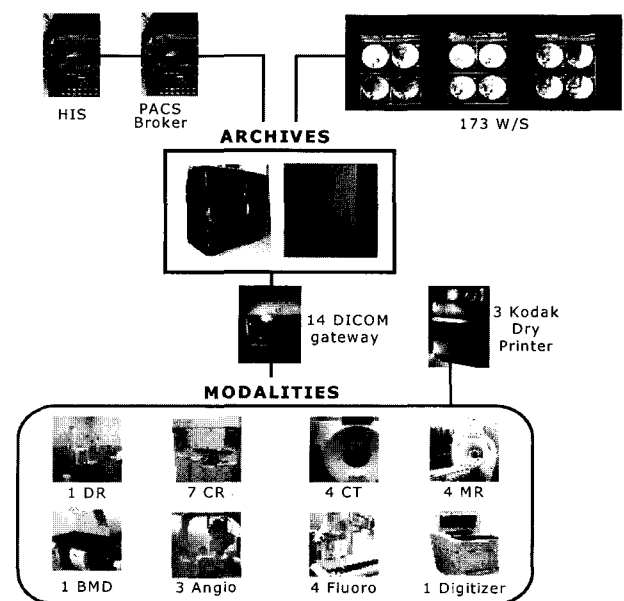 HIS
PACS
Broker
173 W/S
ARCHIVES
14 DICOM
gateway
3 Kodak
Dry
Printer
MODALITIES
1 DR
7 CR
4 CT
4 MR
1 BMD
3 Angio
4 Fluoro
1 Digitizer